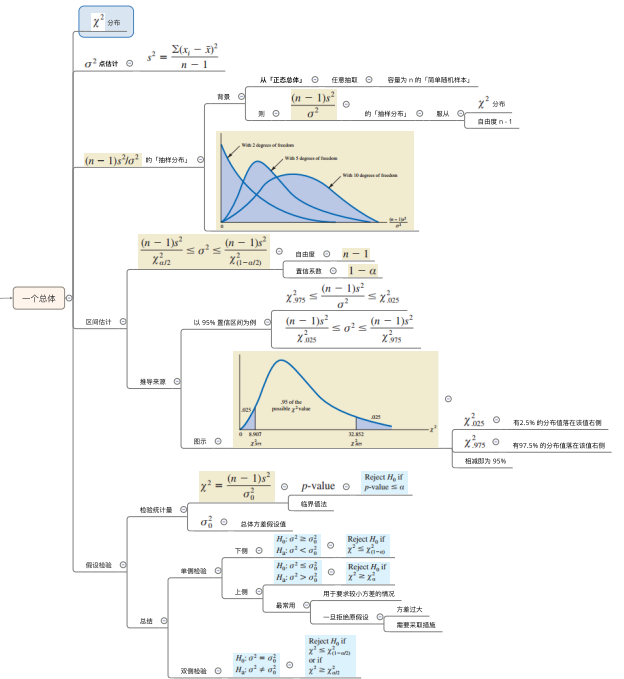 χ² 分布
σ² 点估计
s² = Σ(xᵢ − x̄)² / n − 1
从「正态总体」
任意抽取
容量为 n 的「简单随机样本」
背景
则
(n − 1)s² / σ²
的「抽样分布」
服从
χ² 分布
自由度 n - 1
(n − 1)s²/σ² 的「抽样分布」
With 2 degrees of freedom
With 5 degrees of freedom
With 10 degrees of freedom
0
(n − 1)s² / σ²
一个总体
区间估计
(n − 1)s² / χ²α/2 ≤ σ² ≤ (n − 1)s² / χ²(1−α/2)
自由度
n − 1
置信系数
1 − α
推导来源
以 95% 置信区间为例
χ².975 ≤ (n − 1)s² / σ² ≤ χ².025
(n − 1)s² / χ².025 ≤ σ² ≤ (n − 1)s² / χ².975
图示
.025
.95 of the
possible χ² value
.025
χ²
0
8.907
32.852
χ².975
χ².025
χ².025
有2.5% 的分布值落在该值右侧
χ².975
有97.5% 的分布值落在该值右侧
相减即为 95%
假设检验
检验统计量
χ² = (n − 1)s² / σ₀²
p-value
Reject H₀ if
p-value ≤ α
临界值法
σ₀²
总体方差假设值
总结
单侧检验
下侧
H₀: σ² ≥ σ₀²
Hₐ: σ² < σ₀²
Reject H₀ if
χ² ≤ χ²(1−α)
上侧
H₀: σ² ≤ σ₀²
Hₐ: σ² > σ₀²
Reject H₀ if
χ² ≥ χ²α
最常用
用于要求较小方差的情况
一旦拒绝原假设
方差过大
需要采取措施
双侧检验
H₀: σ² = σ₀²
Hₐ: σ² ≠ σ₀²
Reject H₀ if
χ² ≤ χ²(1−α/2)
or if
χ² ≥ χ²α/2